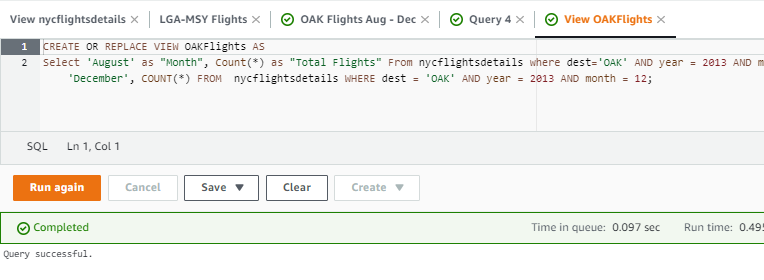 View nycflightsdetails × LGA-MSY Flights × OAK Flights Aug - Dec × Query 4 × View OAKFlights ×
1 CREATE OR REPLACE VIEW OAKFlights AS
2 Select 'August' as "Month", Count(*) as "Total Flights" From nycflightsdetails where dest='OAK' AND year = 2013 AND m
'December', COUNT(*) FROM nycflightsdetails WHERE dest = 'OAK' AND year = 2013 AND month = 12;
SQL Ln 1, Col 1
Run again Cancel Save ▼ Clear Create ▼
Completed Time in queue: 0.097 sec Run time: 0.495
Query successful.